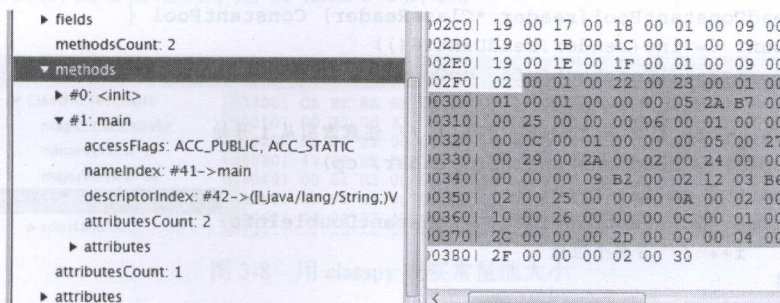 fields
methodsCount: 2
methods
#0: <init>
#1: main
accessFlags: ACC_PUBLIC, ACC_STATIC
nameIndex: #41->main
descriptorIndex: #42->([Ljava/lang/String;)V
attributesCount: 2
attributes
attributesCount: 1
attributes
002C0| 19 00 17 00 18 00 01 00 09 00
002D0| 19 00 1B 00 1C 00 01 00 09 00
002E0| 19 00 1E 00 1F 00 01 00 09 00
002F0| 02 00 01 00 22 00 23 00 01 00
00300| 01 00 01 00 00 00 05 2A B7 00
00310| 00 25 00 00 00 06 00 01 00 00
00320| 00 0C 00 01 00 00 00 05 00 27
00330| 00 29 00 2A 00 02 00 24 00 00
00340| 00 00 00 09 B2 00 02 12 03 B6
00350| 02 00 25 00 00 00 0A 00 02 00
00360| 10 00 26 00 00 00 0C 00 01 00
00370| 2C 00 00 00 2D 00 00 00 04 00
00380| 2F 00 00 00 02 00 30